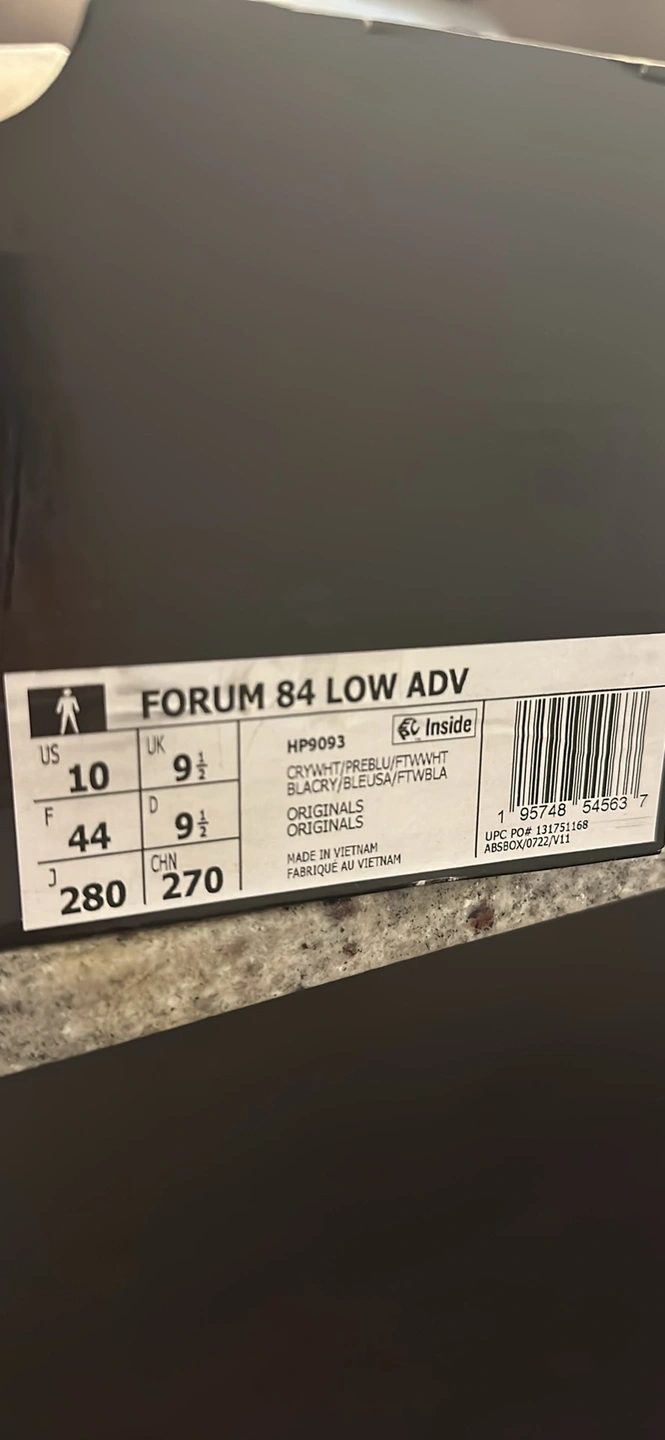 FORUM 84 LOW ADV
US 10 UK 9½
F 44 D 9½
J 280 CHN 270
HP9093 Inside
CRYWHT/PREBLU/FTWWHT
BLACRY/BLEUSA/FTWBLA
ORIGINALS
ORIGINALS
MADE IN VIETNAM
FABRIQUÉ AU VIETNAM
1 95748 54563 7
UPC PO# 131751168
ABSBOX/0722/V11